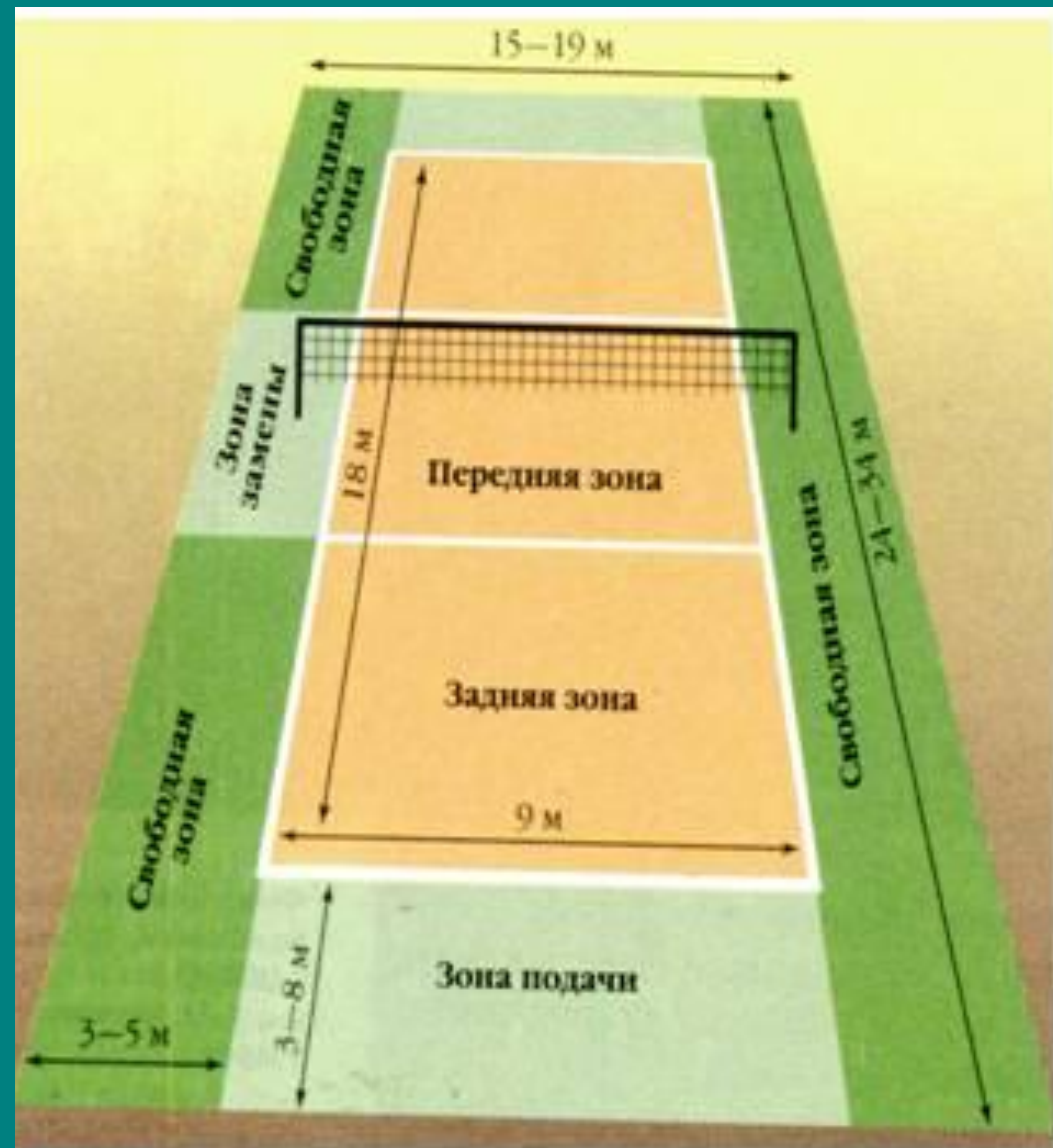 15—19 м
Свободная
зона
Зона
замены
18 м
Передняя зона
24—34 м
Свободная зона
Задняя зона
Свободная
зона
9 м
Зона подачи
3—8 м
3—5 м